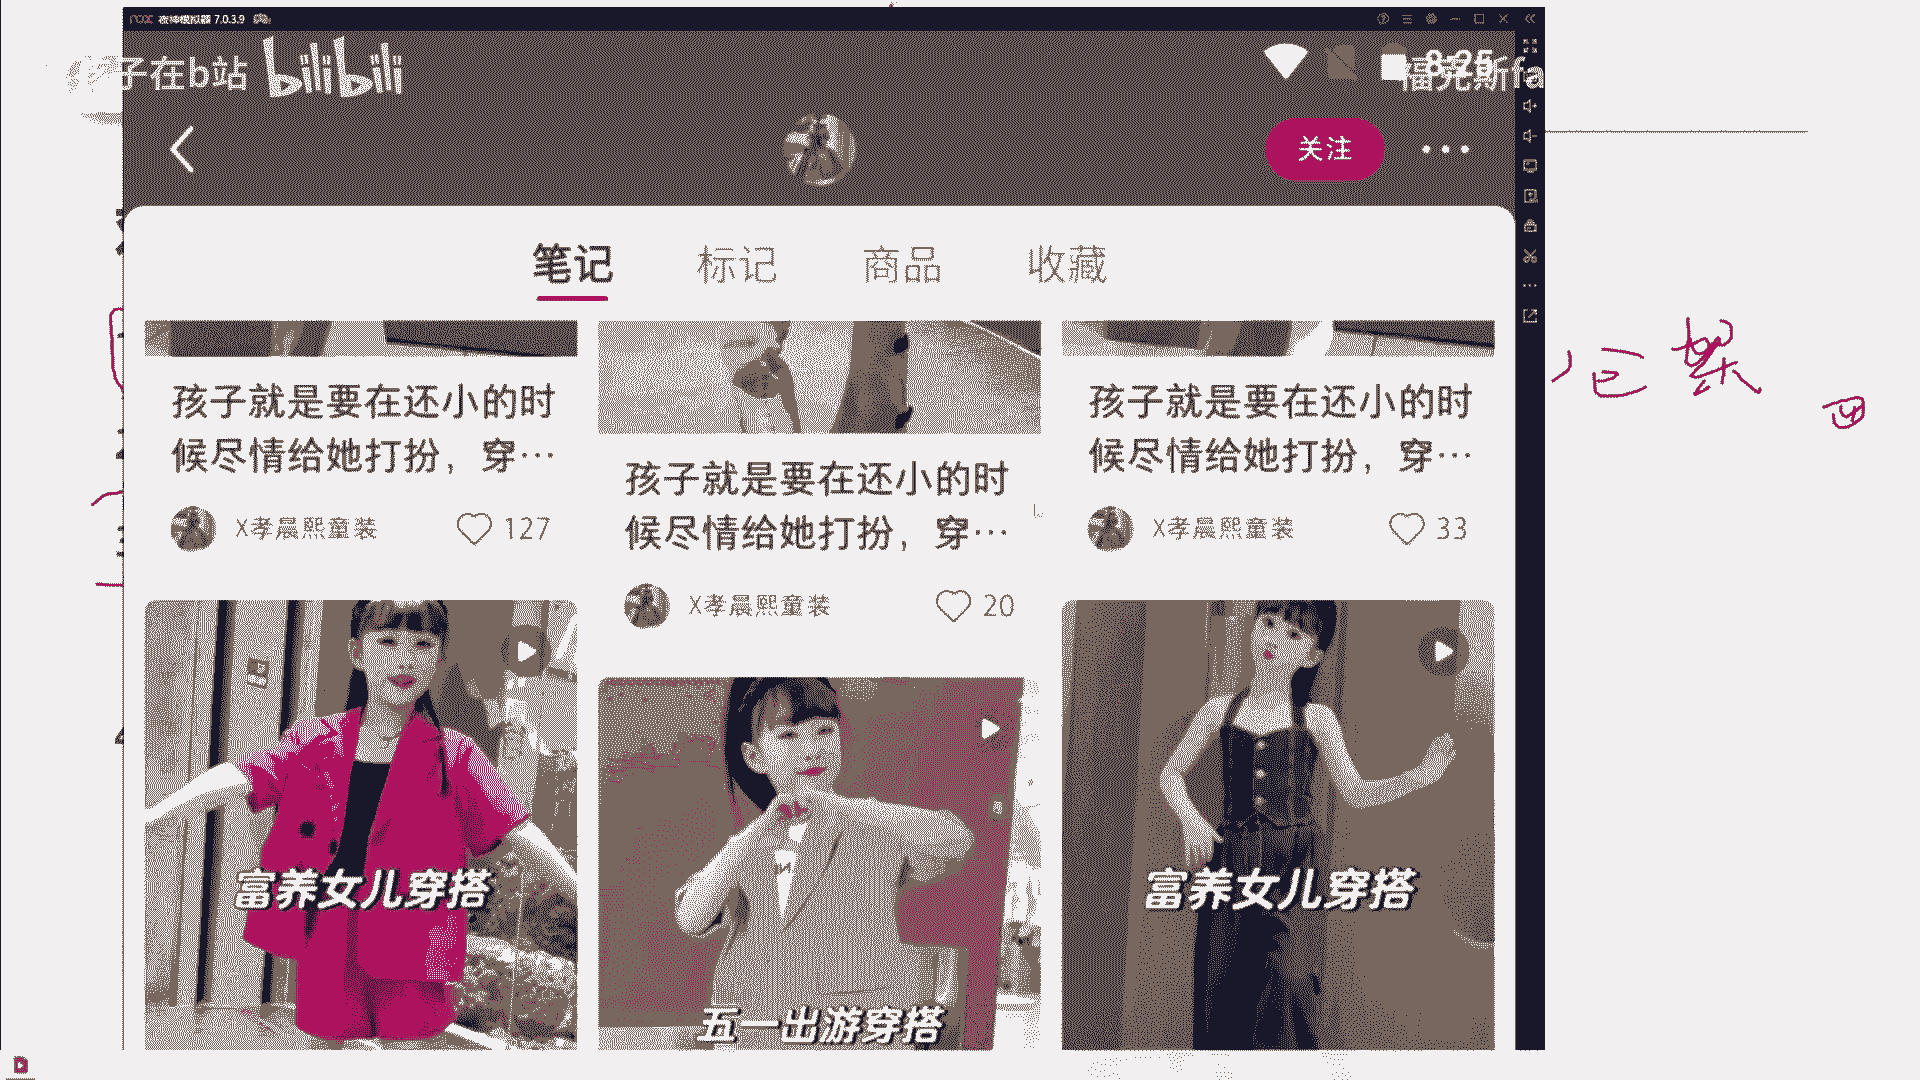 nox 夜神模拟器 7.0.3.9
子在b站 bilibili
8:25
福克斯fa
关注
笔记 标记 商品 收藏
孩子就是要在还小的时
候尽情给她打扮，穿…
X孝晨熙童装 127
孩子就是要在还小的时
候尽情给她打扮，穿…
X孝晨熙童装 20
孩子就是要在还小的时
候尽情给她打扮，穿…
X孝晨熙童装 33
富养女儿穿搭
五一出游穿搭
富养女儿穿搭